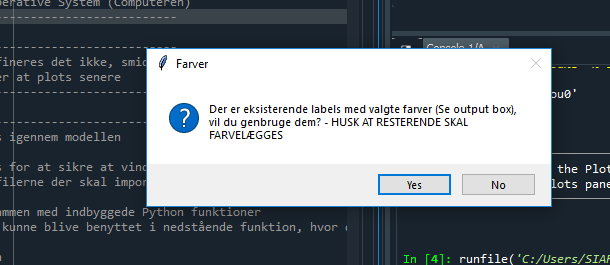 perative System (Computeren)
----------------------------
----------------------------
fineres det ikke, smid
er at plots senere
Console 1/A
ou0'
Farver
Der er eksisterende labels med valgte farver (Se output box),
vil du genbruge dem? - HUSK AT RESTERENDE SKAL
FARVELÆGGES
Yes
No
s igennem modellen
s for at sikre at vind
filerne der skal impor
the Plot
lots pane
ammen med indbyggede Python funktioner
kunne blive benyttet i nedstående funktion, hvor
In [4]: runfile('C:/Users/SIAR